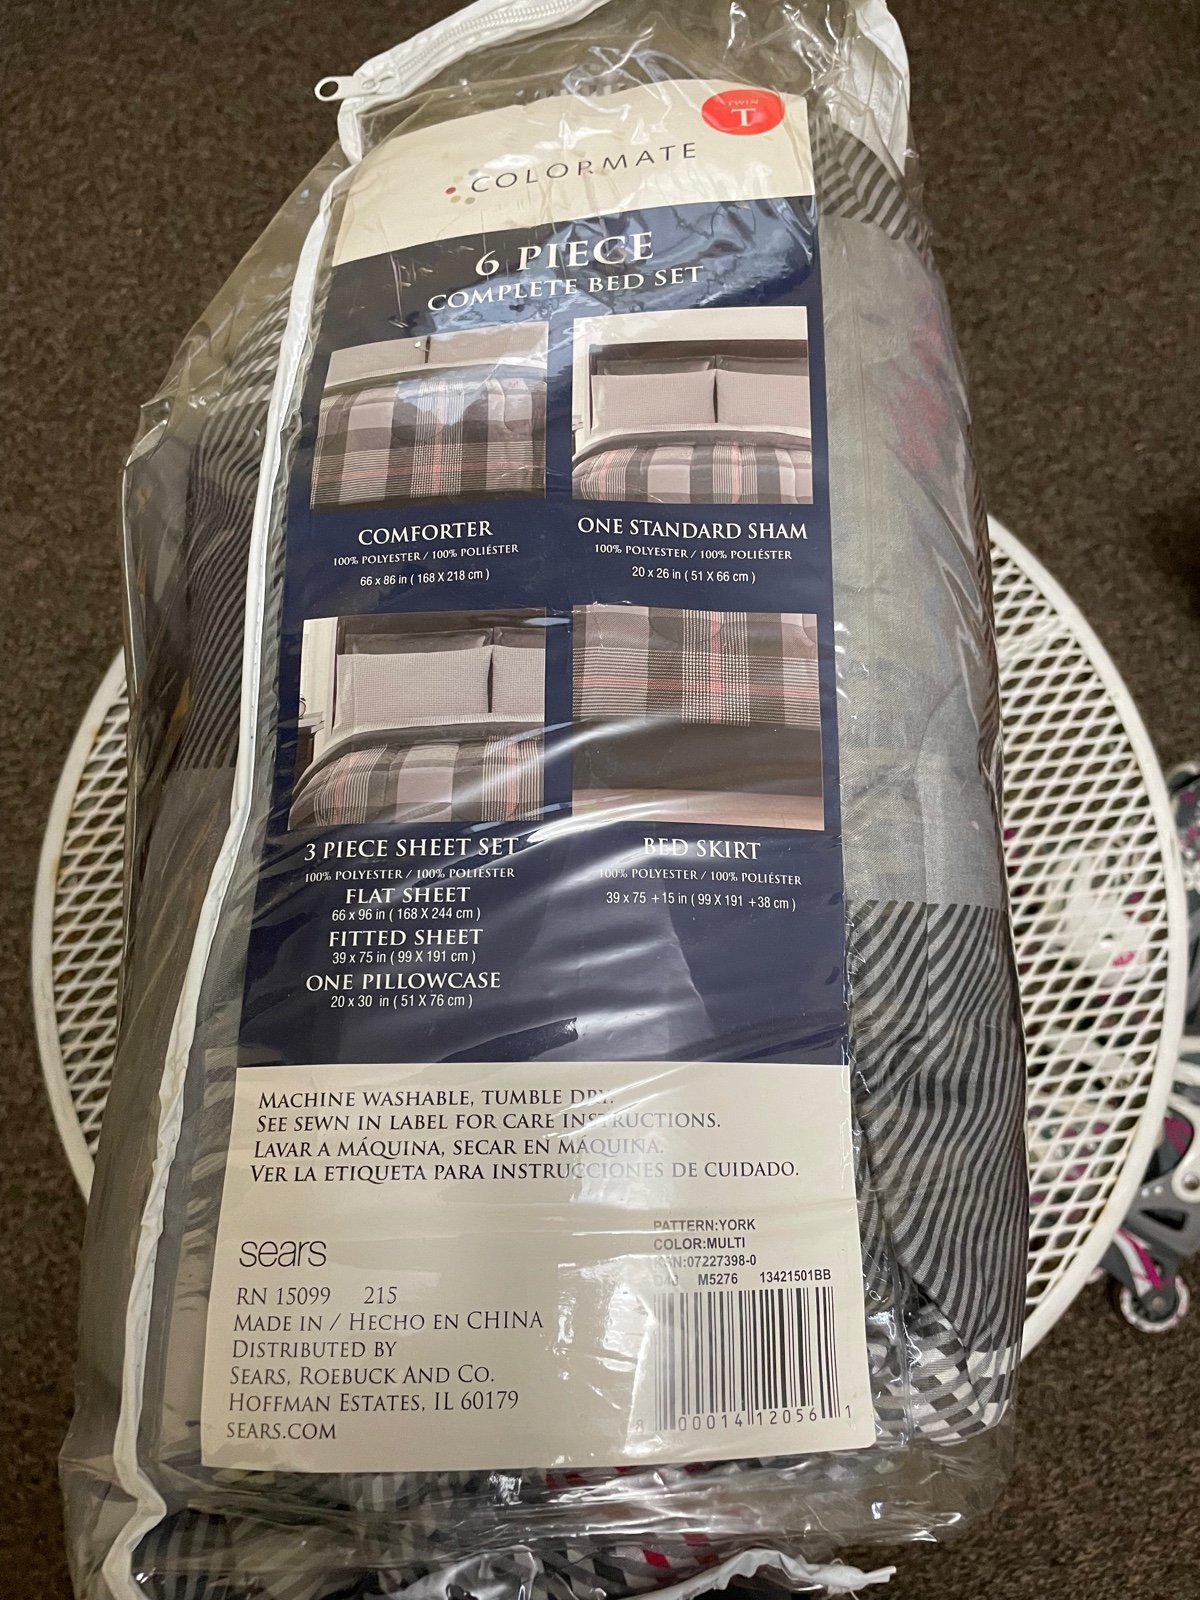 TWIN
T
COLORMATE
6 PIECE
COMPLETE BED SET
COMFORTER
100% POLYESTER / 100% POLIÉSTER
66 x 86 in ( 168 X 218 cm )
ONE STANDARD SHAM
100% POLYESTER / 100% POLIÉSTER
20 x 26 in ( 51 X 66 cm )
3 PIECE SHEET SET
100% POLYESTER / 100% POLIÉSTER
FLAT SHEET
66 x 96 in ( 168 X 244 cm )
FITTED SHEET
39 x 75 in ( 99 X 191 cm )
ONE PILLOWCASE
20 x 30 in ( 51 X 76 cm )
BED SKIRT
100% POLYESTER / 100% POLIÉSTER
39 x 75 +15 in ( 99 X 191 +38 cm )
MACHINE WASHABLE, TUMBLE DRY.
SEE SEWN IN LABEL FOR CARE INSTRUCTIONS.
LAVAR A MÁQUINA, SECAR EN MÁQUINA.
VER LA ETIQUETA PARA INSTRUCCIONES DE CUIDADO.
sears
RN 15099 215
MADE IN / HECHO EN CHINA
DISTRIBUTED BY
SEARS, ROEBUCK AND CO.
HOFFMAN ESTATES, IL 60179
SEARS.COM
PATTERN:YORK
COLOR:MULTI
KSN:07227398-0
M5276 13421501BB
8 00014 12056 1